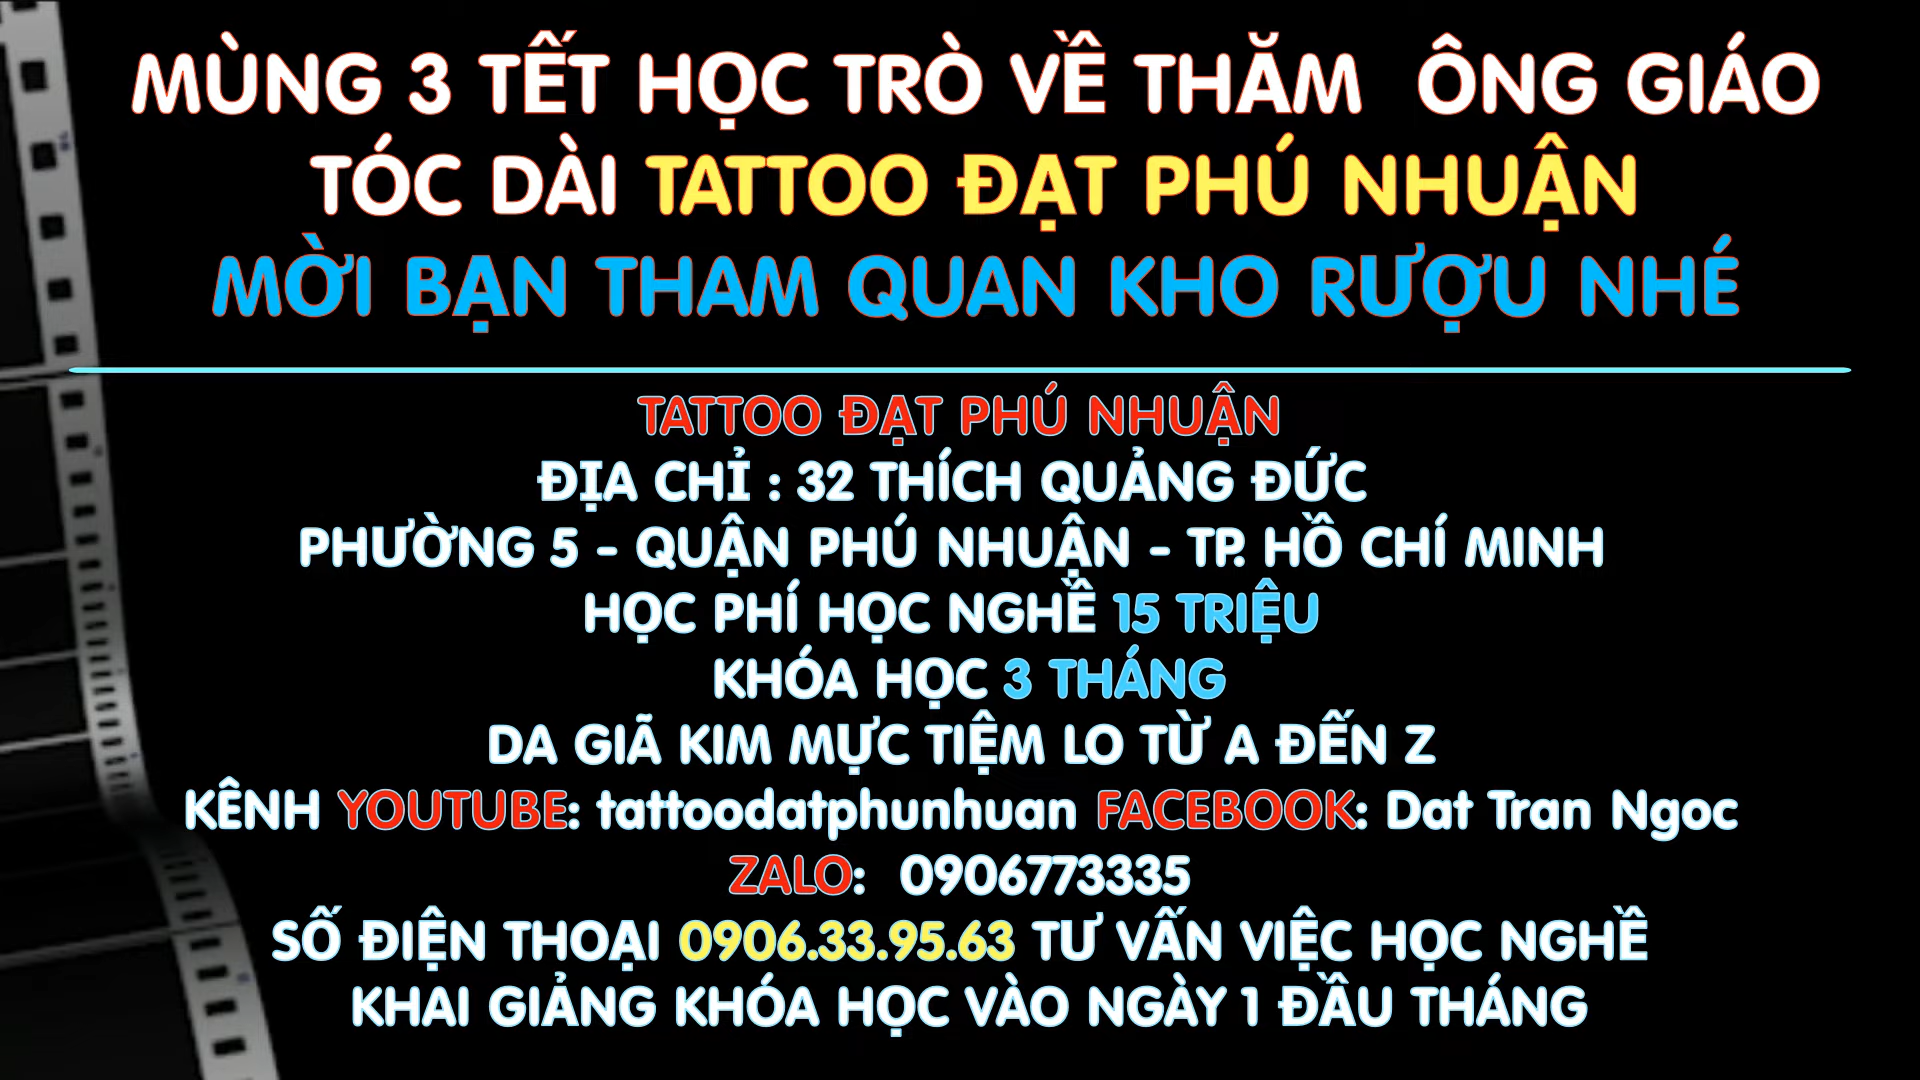 MÙNG 3 TẾT HỌC TRÒ VỀ THĂM ÔNG GIÁO
TÓC DÀI TATTOO ĐẠT PHÚ NHUẬN
MỜI BẠN THAM QUAN KHO RƯỢU NHÉ
TATTOO ĐẠT PHÚ NHUẬN
ĐỊA CHỈ : 32 THÍCH QUẢNG ĐỨC
PHƯỜNG 5 - QUẬN PHÚ NHUẬN - TP. HỒ CHÍ MINH
HỌC PHÍ HỌC NGHỀ 15 TRIỆU
KHÓA HỌC 3 THÁNG
DA GIÃ KIM MỰC TIỆM LO TỪ A ĐẾN Z
KÊNH YOUTUBE: tattoodatphunhuan FACEBOOK: Dat Tran Ngoc
ZALO: 0906773335
SỐ ĐIỆN THOẠI 0906.33.95.63 TƯ VẤN VIỆC HỌC NGHỀ
KHAI GIẢNG KHÓA HỌC VÀO NGÀY 1 ĐẦU THÁNG